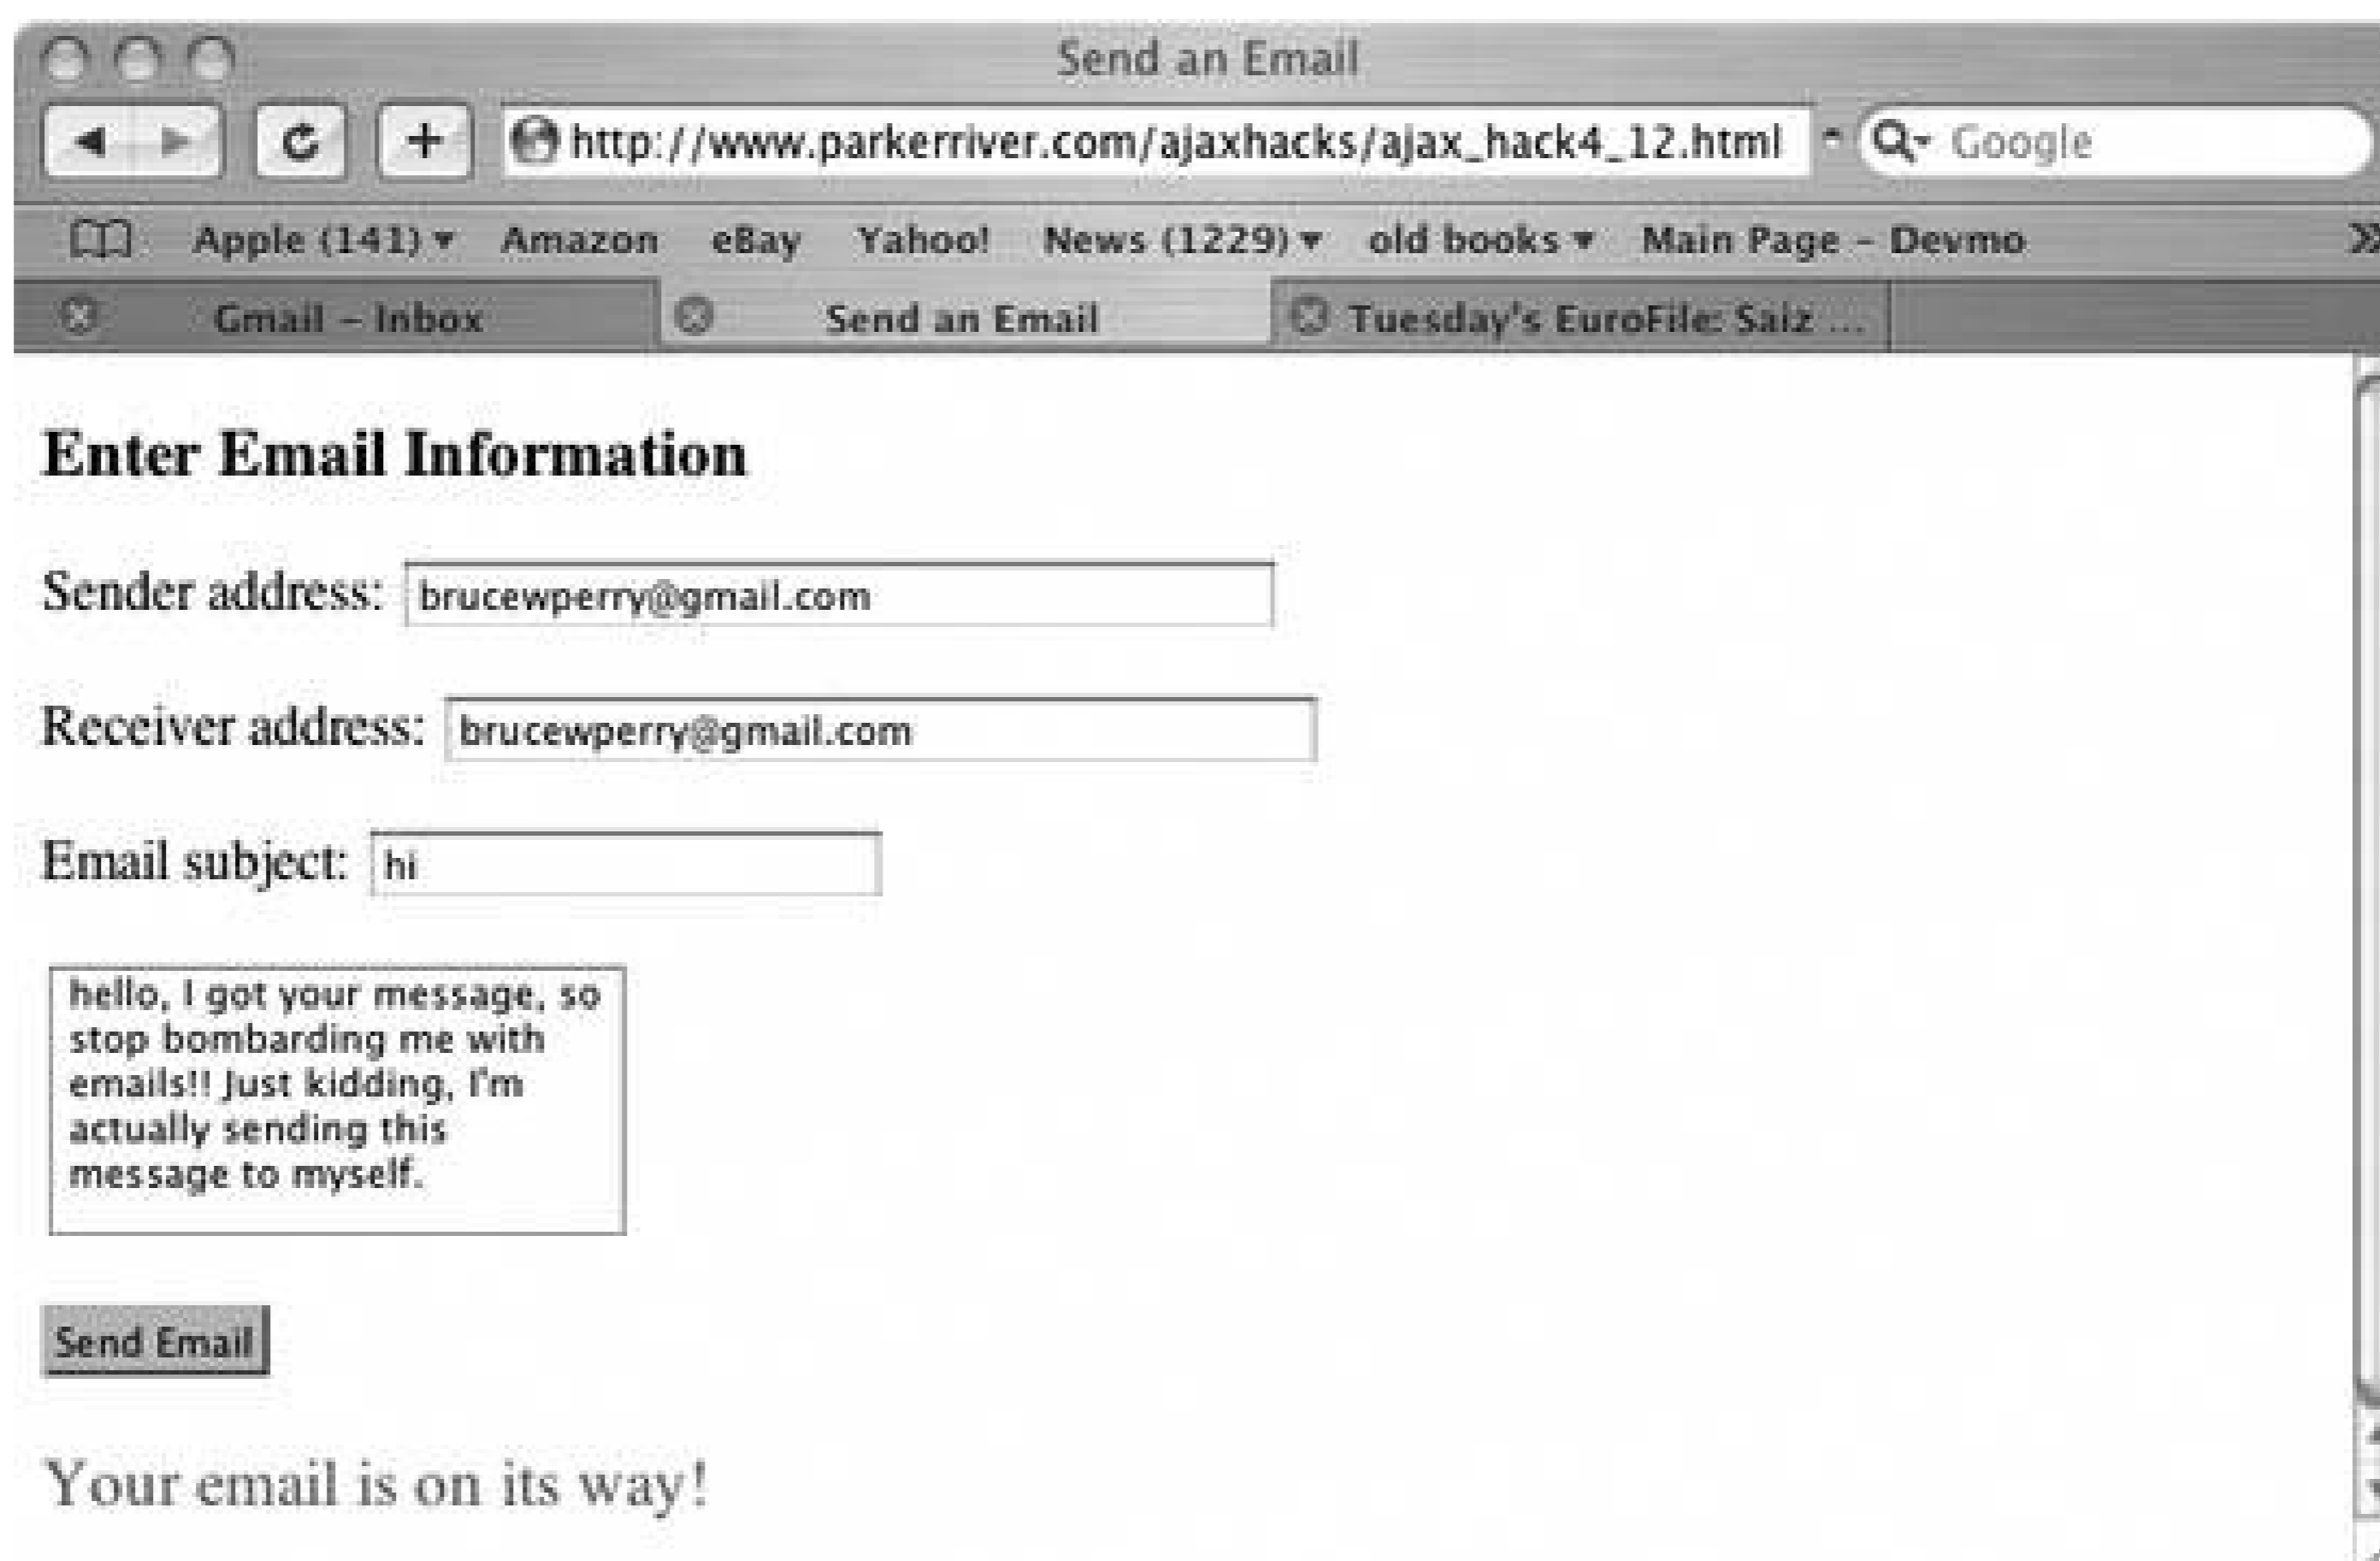 Send an Email
http://www.parkerriver.com/ajaxhacks/ajax_hack4_12.html Google
Apple (141) Amazon eBay Yahoo! News (1229) old books Main Page – Devmo »
Gmail – Inbox Send an Email Tuesday's EuroFile: Saiz ...
Enter Email Information
Sender address: brucewperry@gmail.com
Receiver address: brucewperry@gmail.com
Email subject: hi
hello, I got your message, so
stop bombarding me with
emails!! Just kidding, I'm
actually sending this
message to myself.
Send Email
Your email is on its way!